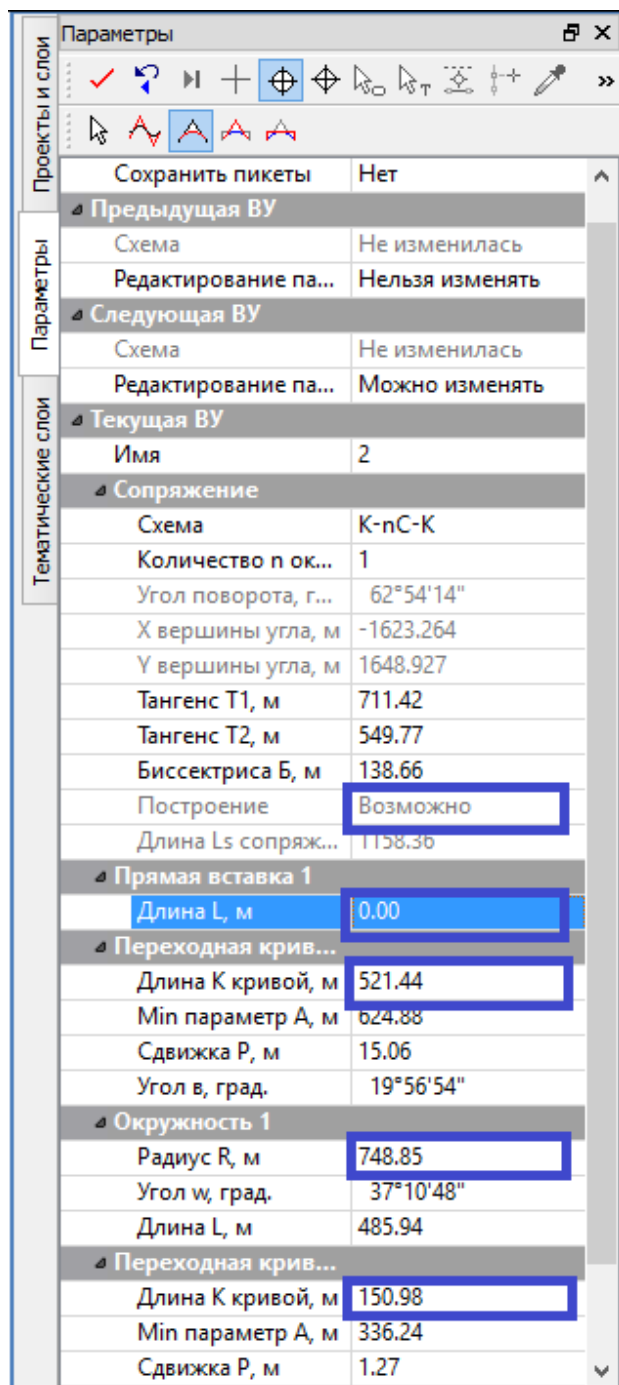 Параметры
Проекты и слои
Параметры
Тематические слои
Сохранить пикеты Нет
Предыдущая ВУ
Схема Не изменилась
Редактирование па... Нельзя изменять
Следующая ВУ
Схема Не изменилась
Редактирование па... Можно изменять
Текущая ВУ
Имя 2
Сопряжение
Схема K-nC-K
Количество n ок... 1
Угол поворота, г... 62°54'14"
X вершины угла, м -1623.264
Y вершины угла, м 1648.927
Тангенс T1, м 711.42
Тангенс T2, м 549.77
Биссектриса Б, м 138.66
Построение Возможно
Длина Ls сопряж... 1158.36
Прямая вставка 1
Длина L, м 0.00
Переходная крив...
Длина К кривой, м 521.44
Min параметр A, м 624.88
Сдвижка P, м 15.06
Угол в, град. 19°56'54"
Окружность 1
Радиус R, м 748.85
Угол w, град. 37°10'48"
Длина L, м 485.94
Переходная крив...
Длина К кривой, м 150.98
Min параметр A, м 336.24
Сдвижка P, м 1.27